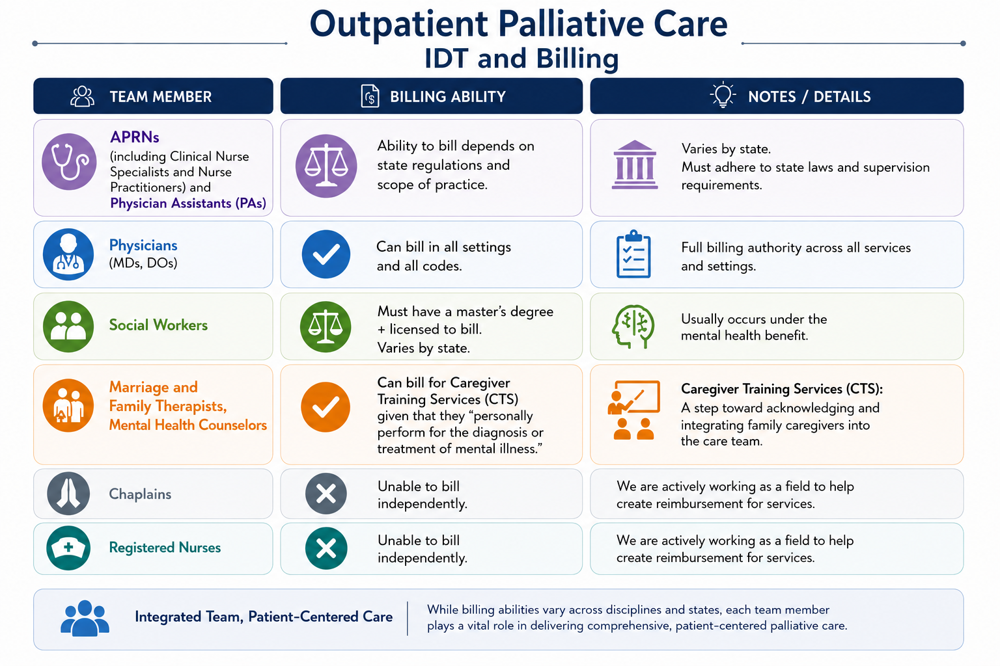 Outpatient Palliative Care
IDT and Billing
TEAM MEMBER
BILLING ABILITY
NOTES / DETAILS
APRNs
(including Clinical Nurse
Specialists and Nurse
Practitioners) and
Physician Assistants (PAs)
Ability to bill depends on
state regulations and
scope of practice.
Varies by state.
Must adhere to state laws and supervision
requirements.
Physicians
(MDs, DOs)
Can bill in all settings
and all codes.
Full billing authority across all services
and settings.
Social Workers
Must have a master's degree
+ licensed to bill.
Varies by state.
Usually occurs under the
mental health benefit.
Marriage and
Family Therapists,
Mental Health Counselors
Can bill for Caregiver
Training Services (CTS)
given that they “personally
perform for the diagnosis or
treatment of mental illness.”
Caregiver Training Services (CTS):
A step toward acknowledging and
integrating family caregivers into
the care team.
Chaplains
Unable to bill
independently.
We are actively working as a field to help
create reimbursement for services.
Registered Nurses
Unable to bill
independently.
We are actively working as a field to help
create reimbursement for services.
Integrated Team, Patient-Centered Care
While billing abilities vary across disciplines and states, each team member
plays a vital role in delivering comprehensive, patient-centered palliative care.